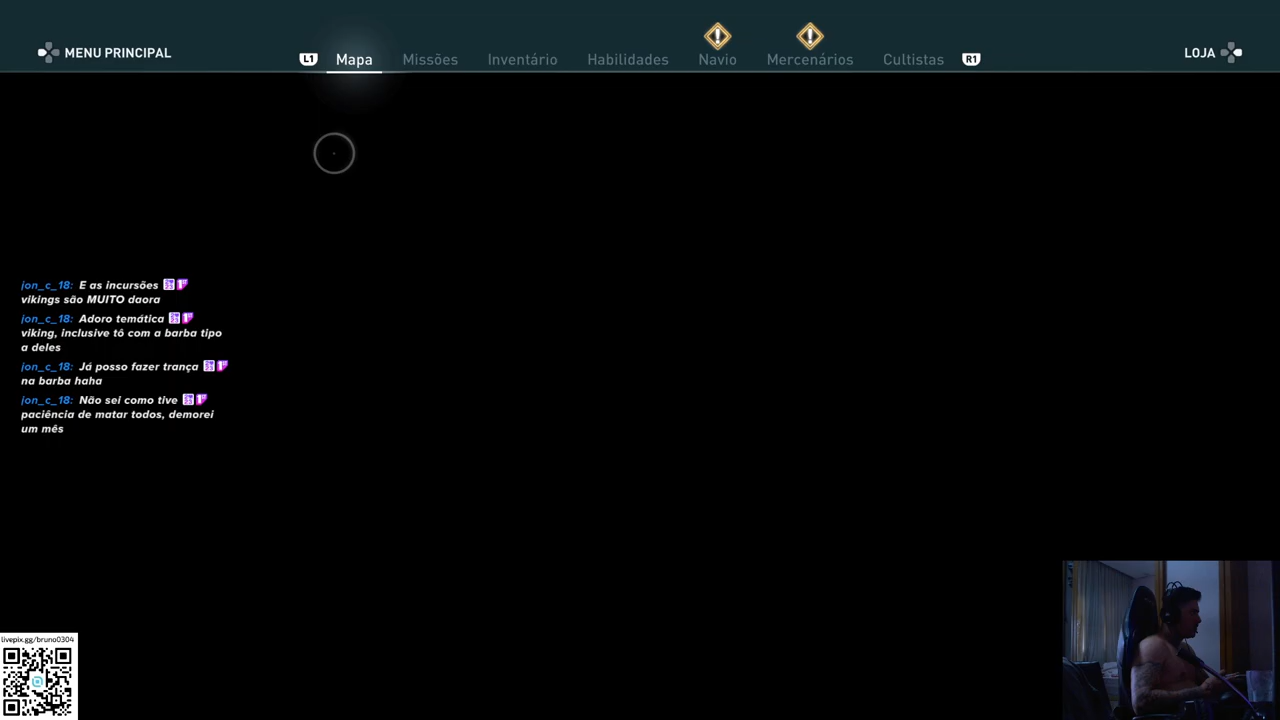 MENU PRINCIPAL
L1 Mapa Missões Inventário Habilidades Navio Mercenários Cultistas R1
LOJA
jon_c_18: E as incursões
vikings são MUITO daora
jon_c_18: Adoro temática
viking, inclusive tô com a barba tipo
a deles
jon_c_18: Já posso fazer trança
na barba haha
jon_c_18: Não sei como tive
paciência de matar todos, demorei
um mês
livepix.gg/bruno0304